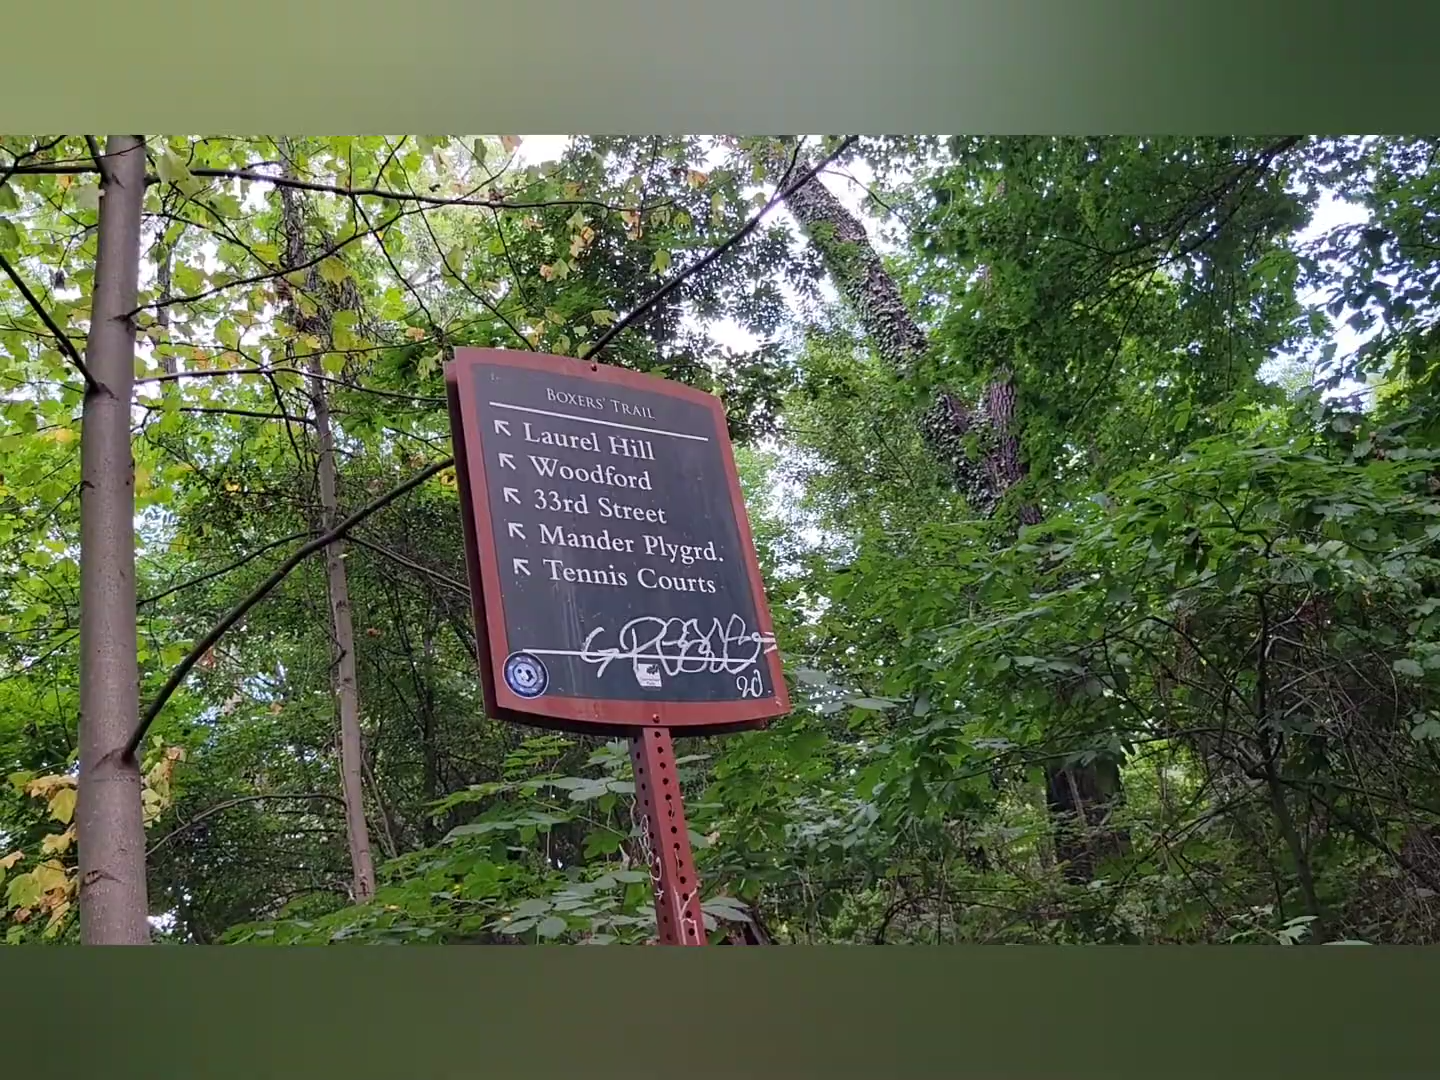 Boxers' Trail
↖ Laurel Hill
↖ Woodford
↖ 33rd Street
↖ Mander Plygrd.
↖ Tennis Courts